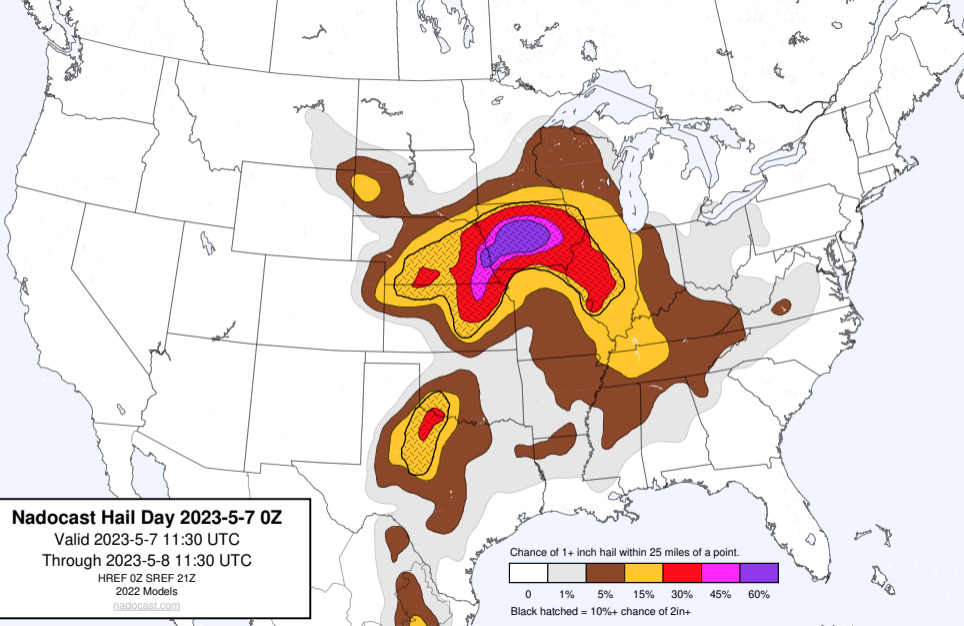 Nadocast Hail Day 2023-5-7 0Z
Valid 2023-5-7 11:30 UTC
Through 2023-5-8 11:30 UTC
HREF 0Z SREF 21Z
2022 Models
nadocast.com
Chance of 1+ inch hail within 25 miles of a point.
0 1% 5% 15% 30% 45% 60%
Black hatched = 10%+ chance of 2in+